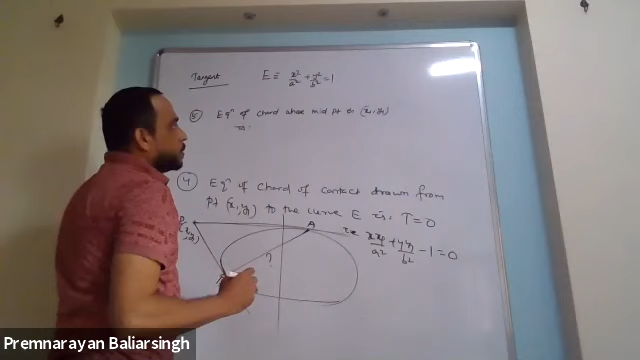 Tangent E ≡ x²/a² + y²/b² = 1
⑤ Eqⁿ of chord whose mid pt is (x₁, y₁)
is:
④ Eqⁿ of chord of contact drawn from
pt (x₁, y₁) to the curve E is: T = 0
ie xx₁/a² + yy₁/b² - 1 = 0
P
(x₁, y₁)
A
?
Premnarayan Baliarsingh